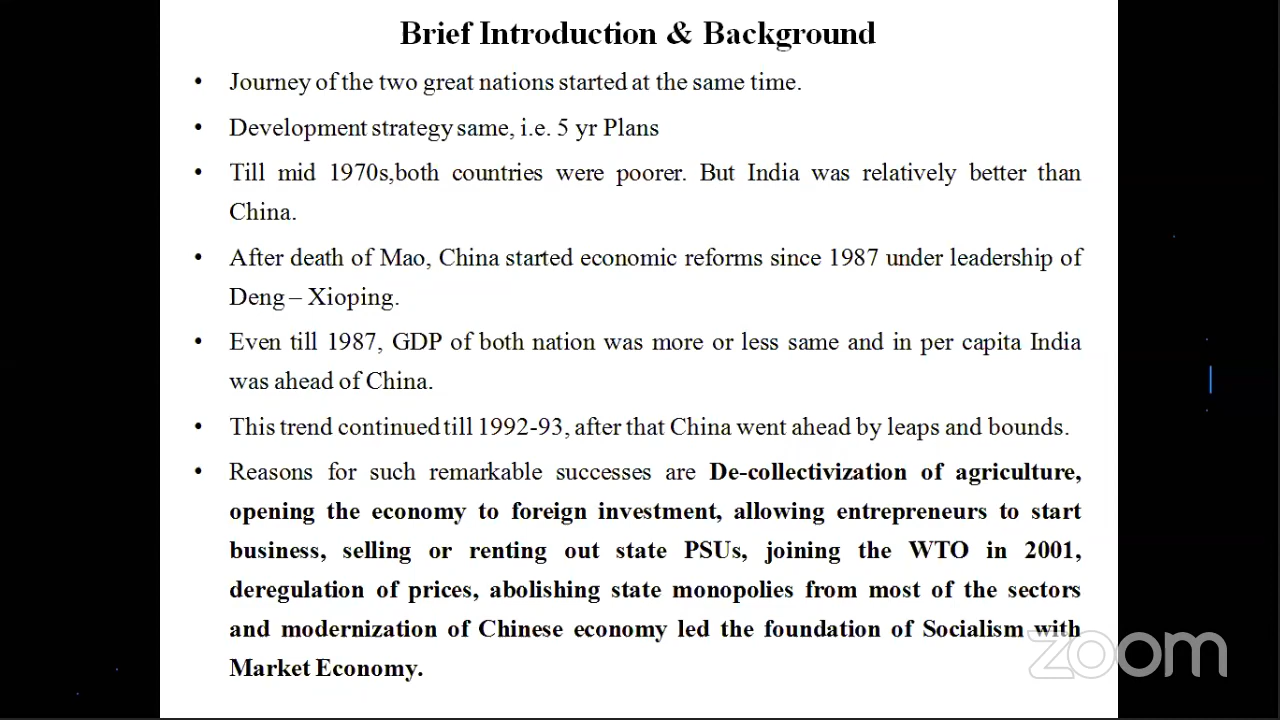 Brief Introduction & Background
• Journey of the two great nations started at the same time.
• Development strategy same, i.e. 5 yr Plans
• Till mid 1970s,both countries were poorer. But India was relatively better than
China.
• After death of Mao, China started economic reforms since 1987 under leadership of
Deng – Xioping.
• Even till 1987, GDP of both nation was more or less same and in per capita India
was ahead of China.
• This trend continued till 1992-93, after that China went ahead by leaps and bounds.
• Reasons for such remarkable successes are De-collectivization of agriculture,
opening the economy to foreign investment, allowing entrepreneurs to start
business, selling or renting out state PSUs, joining the WTO in 2001,
deregulation of prices, abolishing state monopolies from most of the sectors
and modernization of Chinese economy led the foundation of Socialism with
Market Economy.
zoom